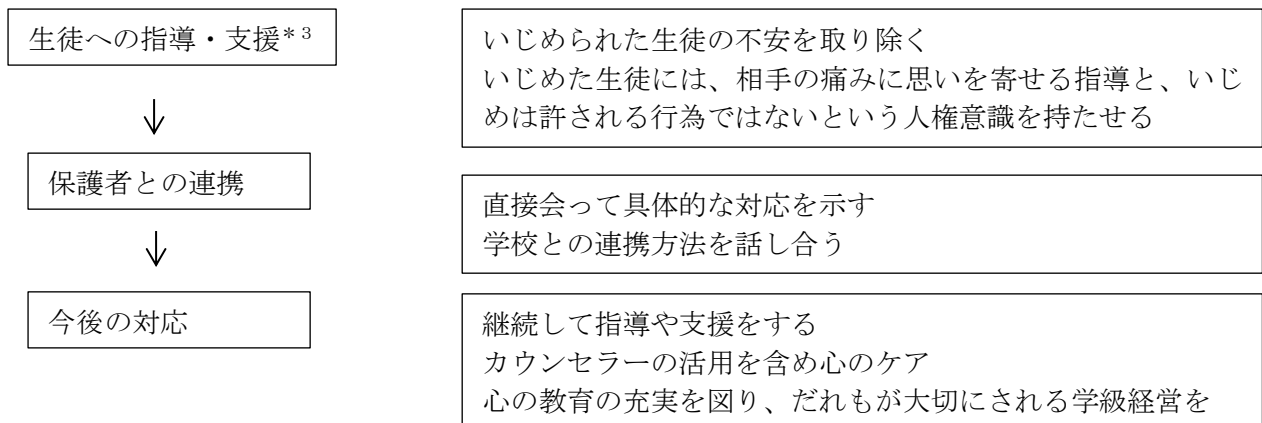 生徒への指導・支援*3
いじめられた生徒の不安を取り除く
いじめた生徒には、相手の痛みに思いを寄せる指導と、いじ
めは許される行為ではないという人権意識を持たせる
↓
保護者との連携
直接会って具体的な対応を示す
学校との連携方法を話し合う
↓
今後の対応
継続して指導や支援をする
カウンセラーの活用を含め心のケア
心の教育の充実を図り、だれもが大切にされる学級経営を